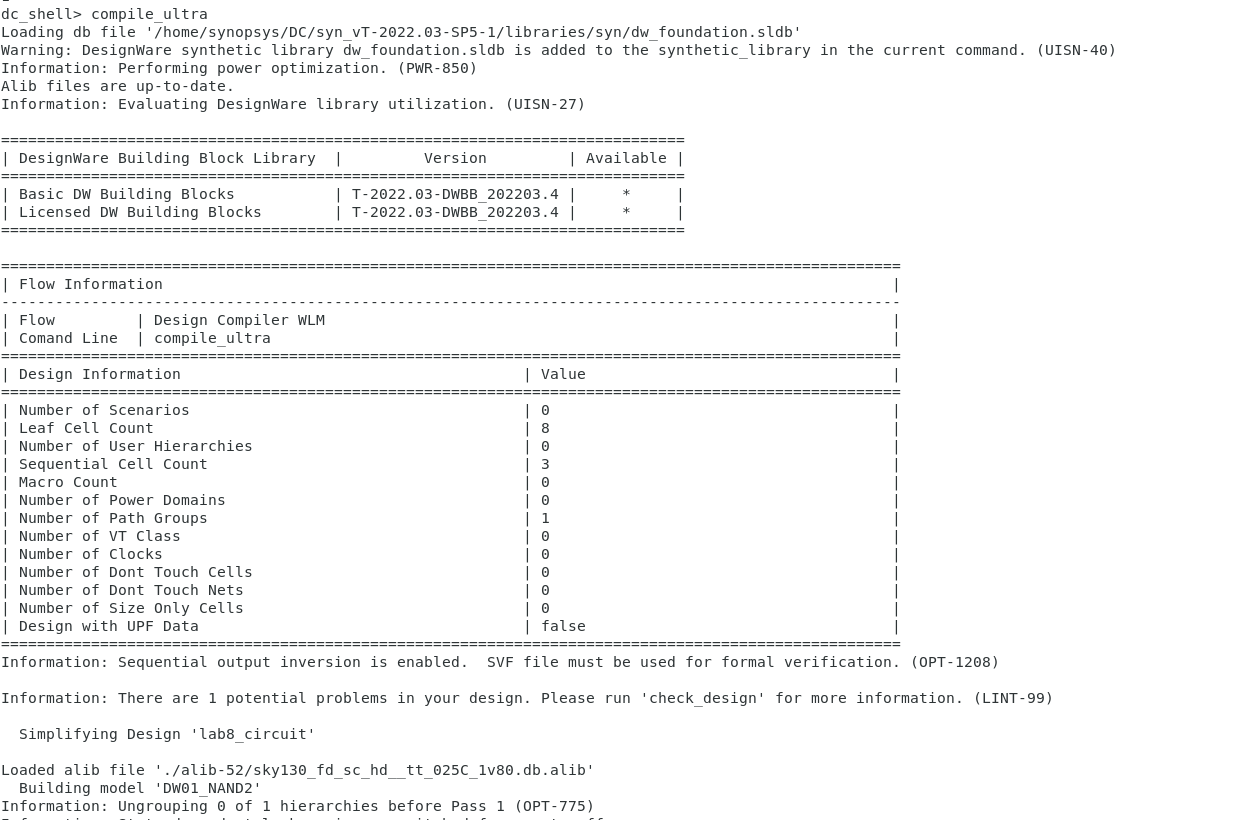 dc_shell> compile_ultra
Loading db file '/home/synopsys/DC/syn_vT-2022.03-SP5-1/libraries/syn/dw_foundation.sldb'
Warning: DesignWare synthetic library dw_foundation.sldb is added to the synthetic_library in the current command. (UISN-40)
Information: Performing power optimization. (PWR-850)
Alib files are up-to-date.
Information: Evaluating DesignWare library utilization. (UISN-27)
============================================================================
| DesignWare Building Block Library  |         Version         | Available |
============================================================================
| Basic DW Building Blocks           | T-2022.03-DWBB_202203.4 |     *     |
| Licensed DW Building Blocks        | T-2022.03-DWBB_202203.4 |     *     |
============================================================================
====================================================================================================
| Flow Information                                                                                 |
----------------------------------------------------------------------------------------------------
| Flow         | Design Compiler WLM                                                               |
| Comand Line  | compile_ultra                                                                     |
====================================================================================================
| Design Information                                      | Value                                  |
====================================================================================================
| Number of Scenarios                                     | 0                                      |
| Leaf Cell Count                                         | 8                                      |
| Number of User Hierarchies                              | 0                                      |
| Sequential Cell Count                                   | 3                                      |
| Macro Count                                             | 0                                      |
| Number of Power Domains                                 | 0                                      |
| Number of Path Groups                                   | 1                                      |
| Number of VT Class                                      | 0                                      |
| Number of Clocks                                        | 0                                      |
| Number of Dont Touch Cells                              | 0                                      |
| Number of Dont Touch Nets                               | 0                                      |
| Number of Size Only Cells                               | 0                                      |
| Design with UPF Data                                    | false                                  |
====================================================================================================
Information: Sequential output inversion is enabled.  SVF file must be used for formal verification. (OPT-1208)
Information: There are 1 potential problems in your design. Please run 'check_design' for more information. (LINT-99)
  Simplifying Design 'lab8_circuit'
Loaded alib file './alib-52/sky130_fd_sc_hd__tt_025C_1v80.db.alib'
  Building model 'DW01_NAND2'
Information: Ungrouping 0 of 1 hierarchies before Pass 1 (OPT-775)